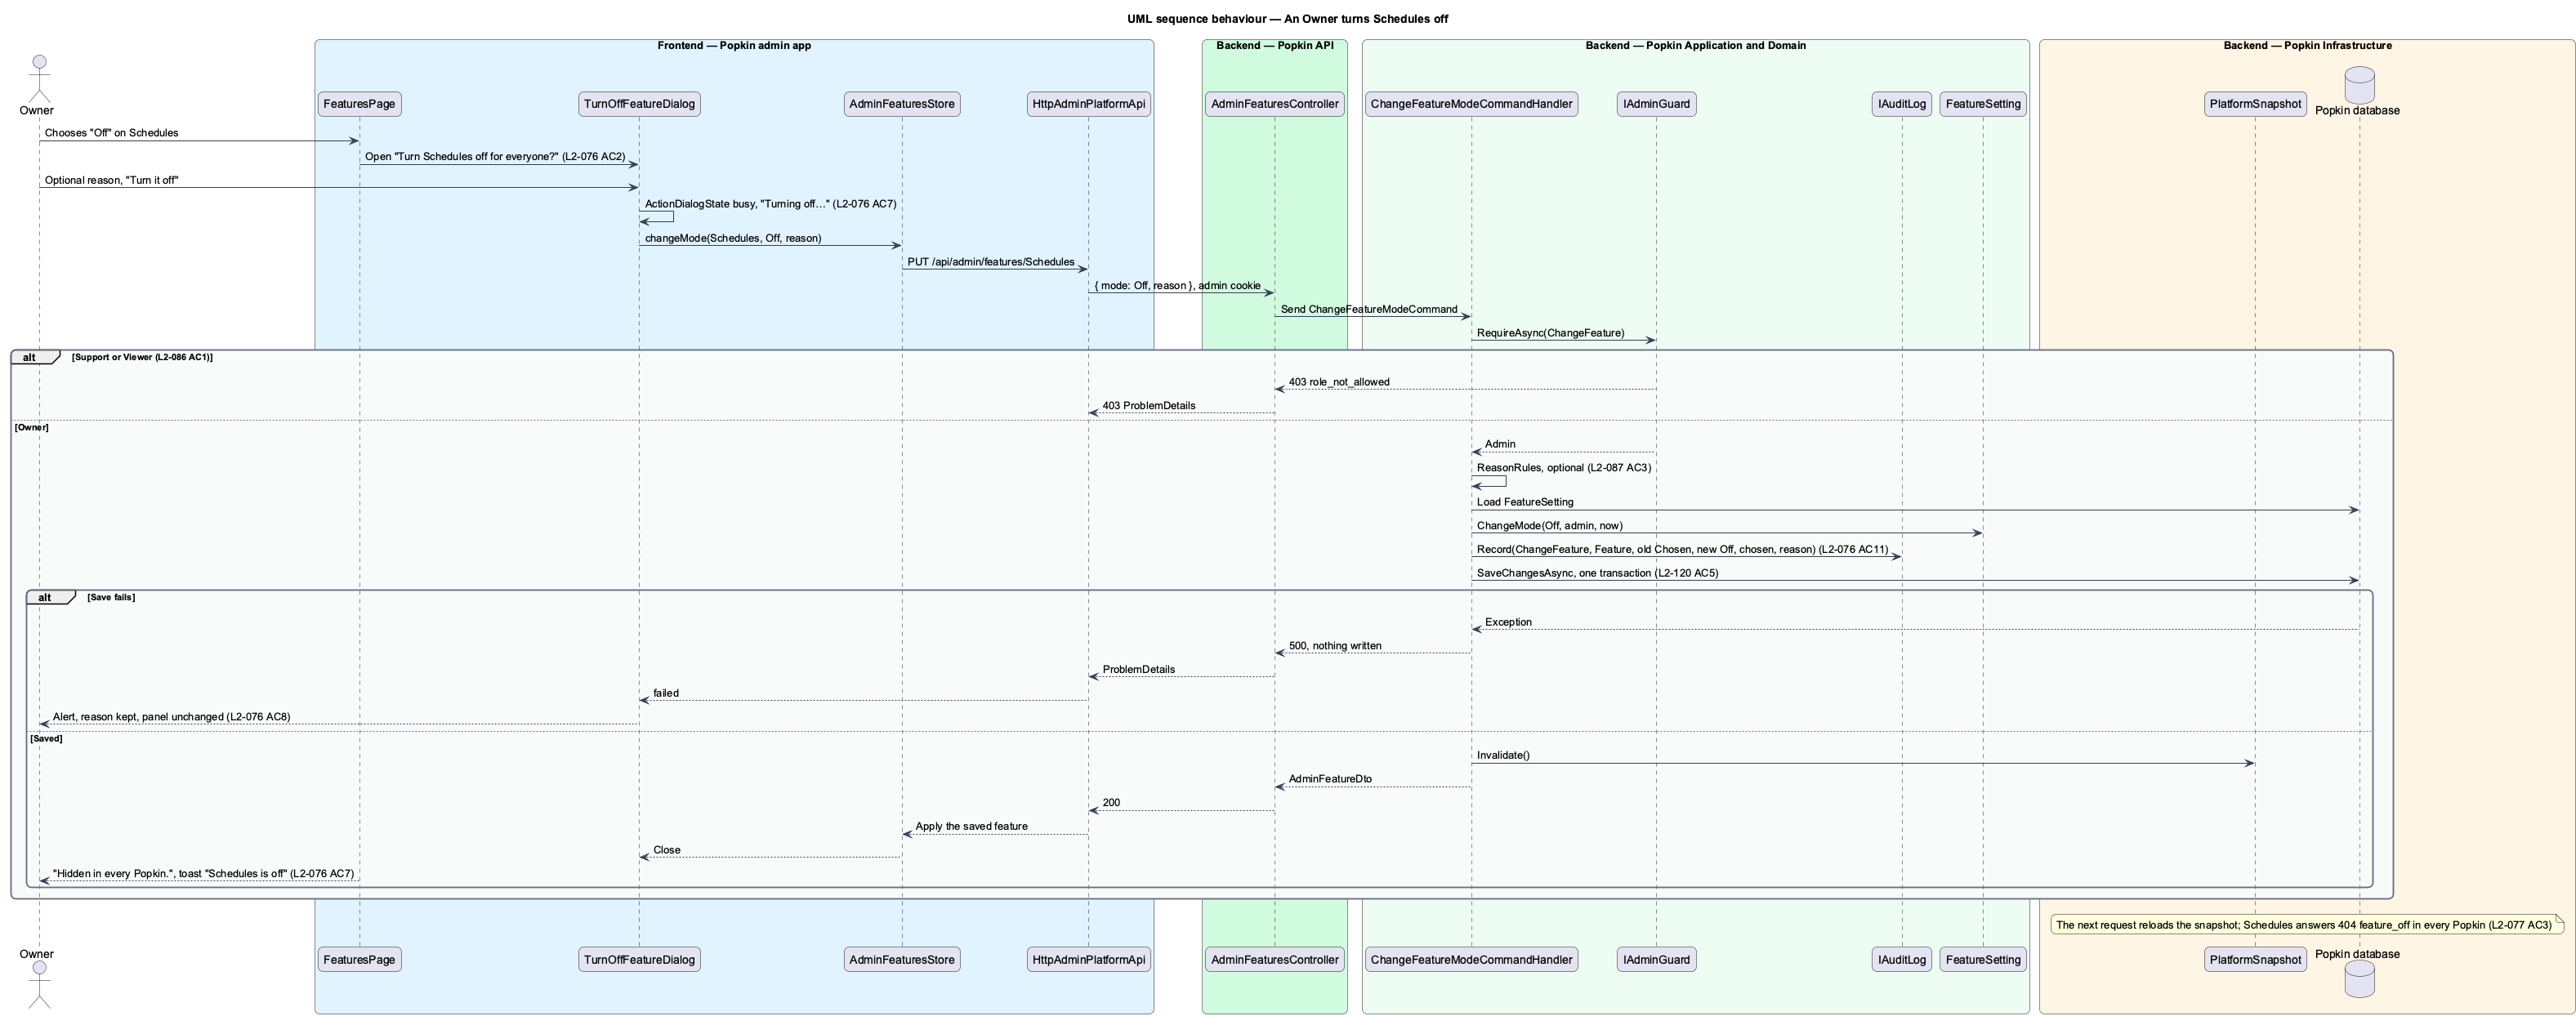 UML sequence behaviour — An Owner turns Schedules off
Frontend — Popkin admin app
Backend — Popkin API
Backend — Popkin Application and Domain
Backend — Popkin Infrastructure
Owner
FeaturesPage
TurnOffFeatureDialog
AdminFeaturesStore
HttpAdminPlatformApi
AdminFeaturesController
ChangeFeatureModeCommandHandler
IAdminGuard
IAuditLog
FeatureSetting
PlatformSnapshot
Popkin database
Chooses "Off" on Schedules
Open "Turn Schedules off for everyone?" (L2-076 AC2)
Optional reason, "Turn it off"
ActionDialogState busy, "Turning off…" (L2-076 AC7)
changeMode(Schedules, Off, reason)
PUT /api/admin/features/Schedules
{ mode: Off, reason }, admin cookie
Send ChangeFeatureModeCommand
RequireAsync(ChangeFeature)
alt
[Support or Viewer (L2-086 AC1)]
403 role_not_allowed
403 ProblemDetails
[Owner]
Admin
ReasonRules, optional (L2-087 AC3)
Load FeatureSetting
ChangeMode(Off, admin, now)
Record(ChangeFeature, Feature, old Chosen, new Off, chosen, reason) (L2-076 AC11)
SaveChangesAsync, one transaction (L2-120 AC5)
alt
[Save fails]
Exception
500, nothing written
ProblemDetails
failed
Alert, reason kept, panel unchanged (L2-076 AC8)
[Saved]
Invalidate()
AdminFeatureDto
200
Apply the saved feature
Close
"Hidden in every Popkin.", toast "Schedules is off" (L2-076 AC7)
The next request reloads the snapshot; Schedules answers 404 feature_off in every Popkin (L2-077 AC3)
Owner
FeaturesPage
TurnOffFeatureDialog
AdminFeaturesStore
HttpAdminPlatformApi
AdminFeaturesController
ChangeFeatureModeCommandHandler
IAdminGuard
IAuditLog
FeatureSetting
PlatformSnapshot
Popkin database